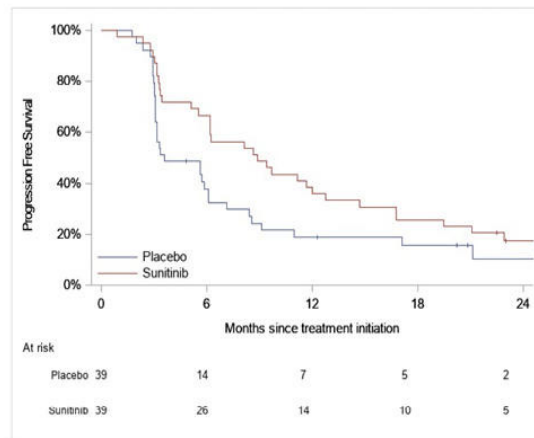 100%
80%
60%
40%
20%
0%
Progression Free Survival
Placebo
Sunitinib
0 6 12 18 24
Months since treatment initiation
At risk
Placebo 39 14 7 5 2
Sunitinib 39 26 14 10 5